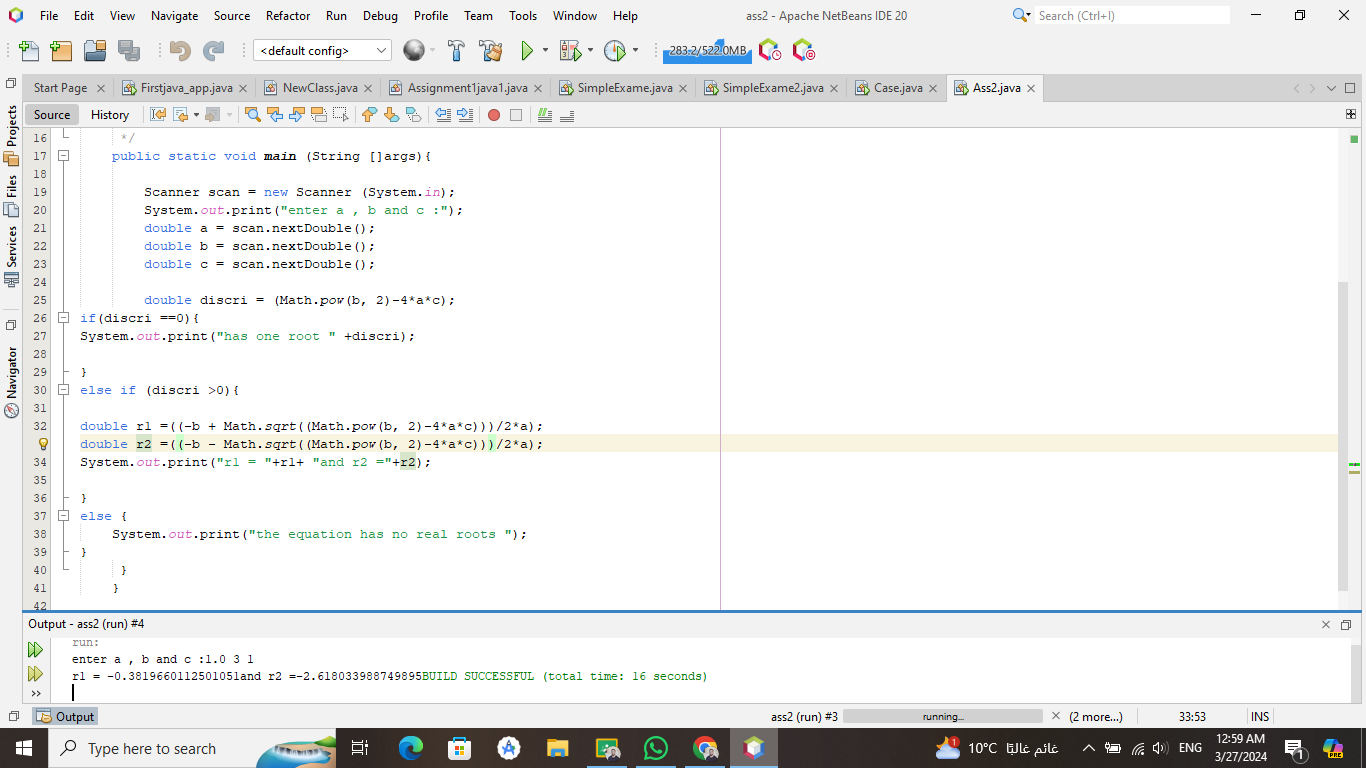 File Edit View Navigate Source Refactor Run Debug Profile Team Tools Window Help ass2 - Apache NetBeans IDE 20 Search (Ctrl+I)
<default config> 283.2/522.0MB
Start Page Firstjava_app.java NewClass.java Assignment1java1.java SimpleExame.java SimpleExame2.java Case.java Ass2.java
Source History
Projects
Files
Services
Navigator
16 */
17 public static void main (String []args){
18
19 Scanner scan = new Scanner (System.in);
20 System.out.print("enter a , b and c :");
21 double a = scan.nextDouble();
22 double b = scan.nextDouble();
23 double c = scan.nextDouble();
24
25 double discri = (Math.pow(b, 2)-4*a*c);
26 if(discri ==0){
27 System.out.print("has one root " +discri);
28
29 }
30 else if (discri >0){
31
32 double r1 =((-b + Math.sqrt((Math.pow(b, 2)-4*a*c)))/2*a);
double r2 =((-b - Math.sqrt((Math.pow(b, 2)-4*a*c)))/2*a);
34 System.out.print("r1 = "+r1+ "and r2 ="+r2);
35
36 }
37 else {
38 System.out.print("the equation has no real roots ");
39 }
40 }
41 }
42
Output - ass2 (run) #4
run:
enter a , b and c :1.0 3 1
r1 = -0.3819660112501051and r2 =-2.618033988749895BUILD SUCCESSFUL (total time: 16 seconds)
Output ass2 (run) #3 running... (2 more...) 33:53 INS
Type here to search 1 10°C غائم غالبًا ENG 12:59 AM 1 PRE
3/27/2024